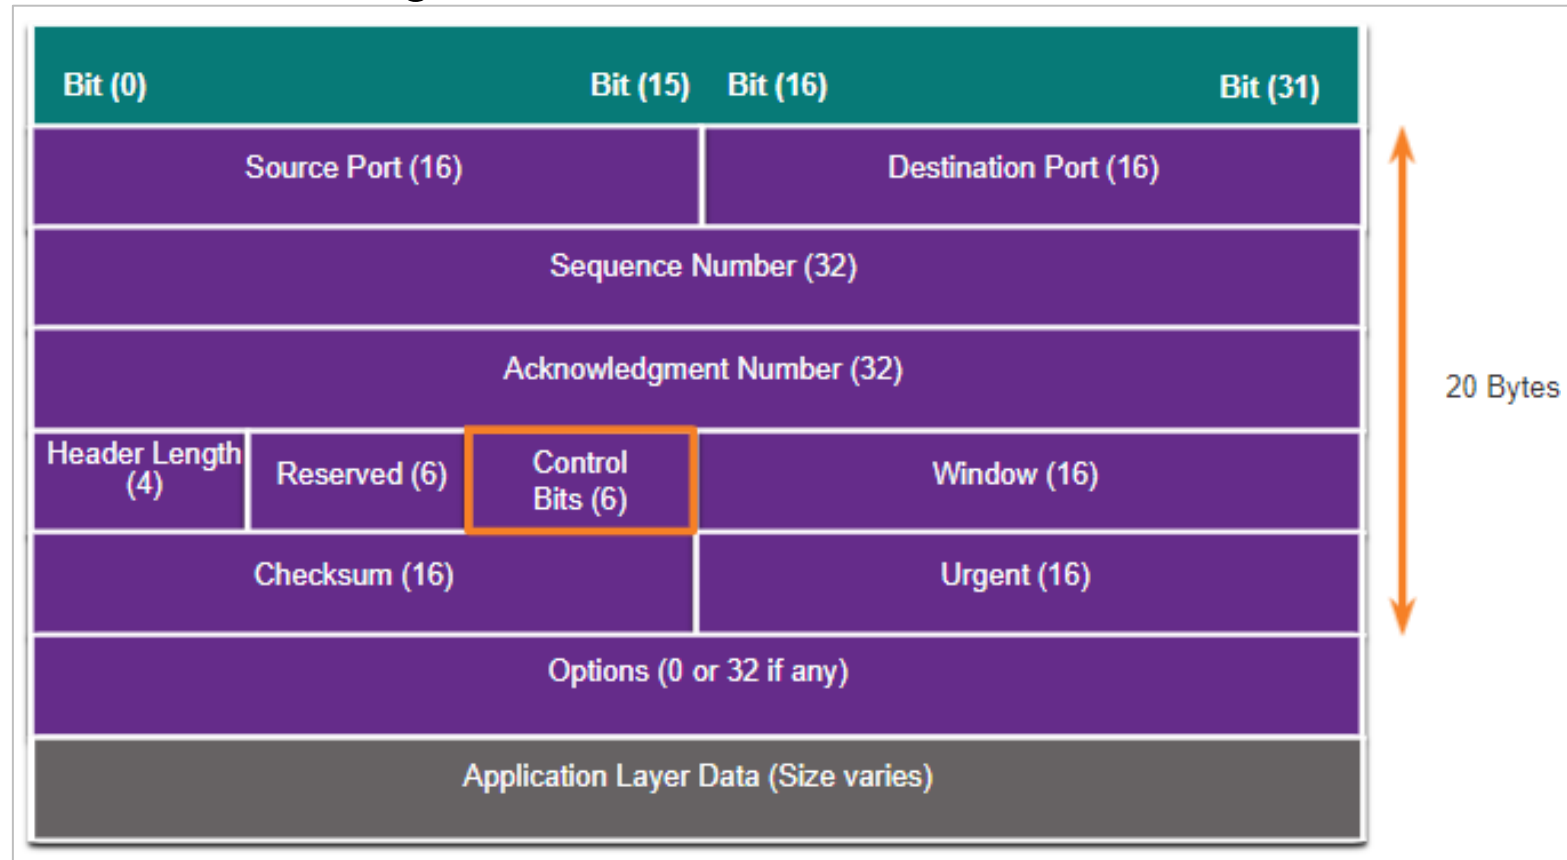 Bit (0) Bit (15) Bit (16) Bit (31)
Source Port (16) Destination Port (16)
Sequence Number (32)
Acknowledgment Number (32)
20 Bytes
Header Length
(4)
Reserved (6)
Control
Bits (6)
Window (16)
Checksum (16) Urgent (16)
Options (0 or 32 if any)
Application Layer Data (Size varies)